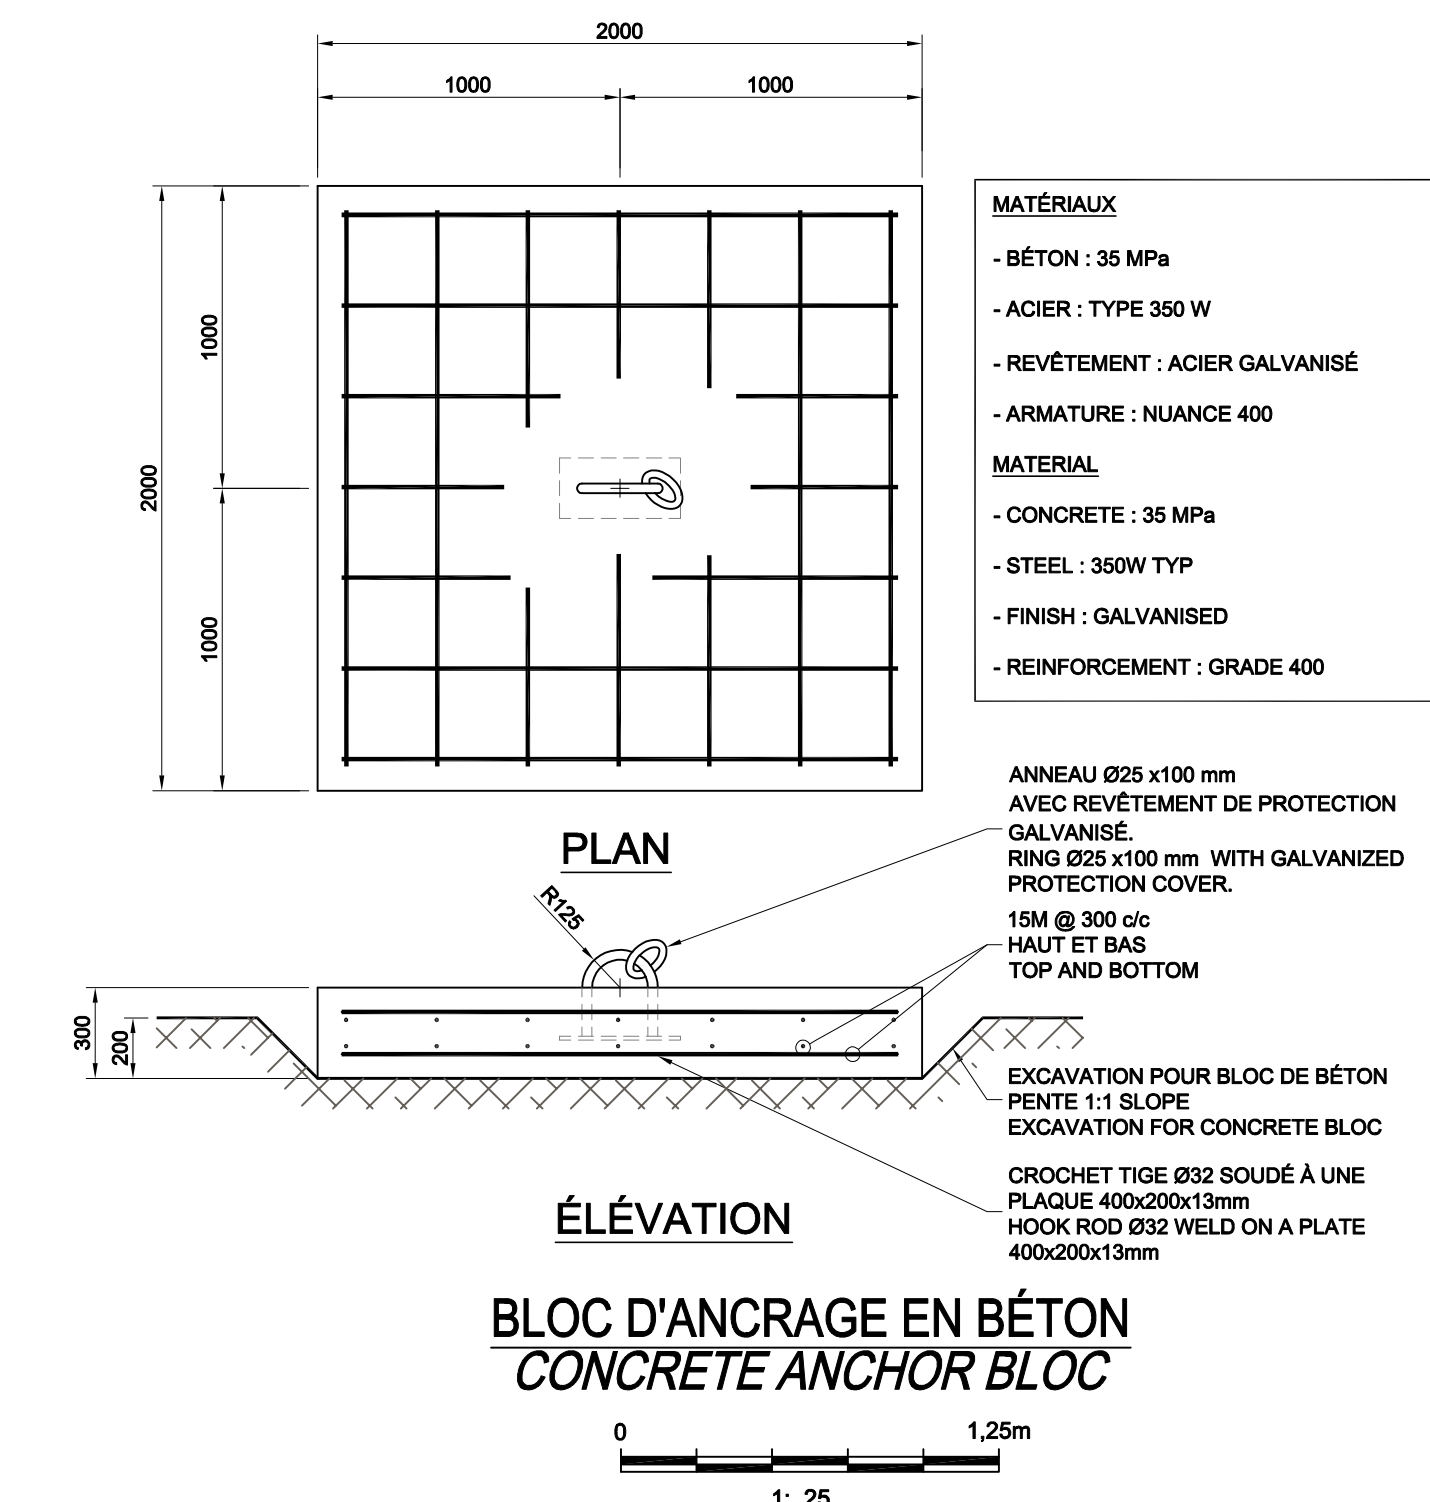 2000
1000
1000
2000
1000
1000
MATÉRIAUX
- BÉTON : 35 MPa
- ACIER : TYPE 350 W
- REVÊTEMENT : ACIER GALVANISÉ
- ARMATURE : NUANCE 400
MATERIAL
- CONCRETE : 35 MPa
- STEEL : 350W TYP
- FINISH : GALVANISED
- REINFORCEMENT : GRADE 400
PLAN
ANNEAU Ø25 x100 mm
AVEC REVÊTEMENT DE PROTECTION
GALVANISÉ.
RING Ø25 x100 mm WITH GALVANIZED
PROTECTION COVER.
R125
15M @ 300 c/c
HAUT ET BAS
TOP AND BOTTOM
300
200
EXCAVATION POUR BLOC DE BÉTON
PENTE 1:1 SLOPE
EXCAVATION FOR CONCRETE BLOC
CROCHET TIGE Ø32 SOUDÉ À UNE
PLAQUE 400x200x13mm
HOOK ROD Ø32 WELD ON A PLATE
400x200x13mm
ÉLÉVATION
BLOC D'ANCRAGE EN BÉTON
CONCRETE ANCHOR BLOC
0 1,25m
1: 25